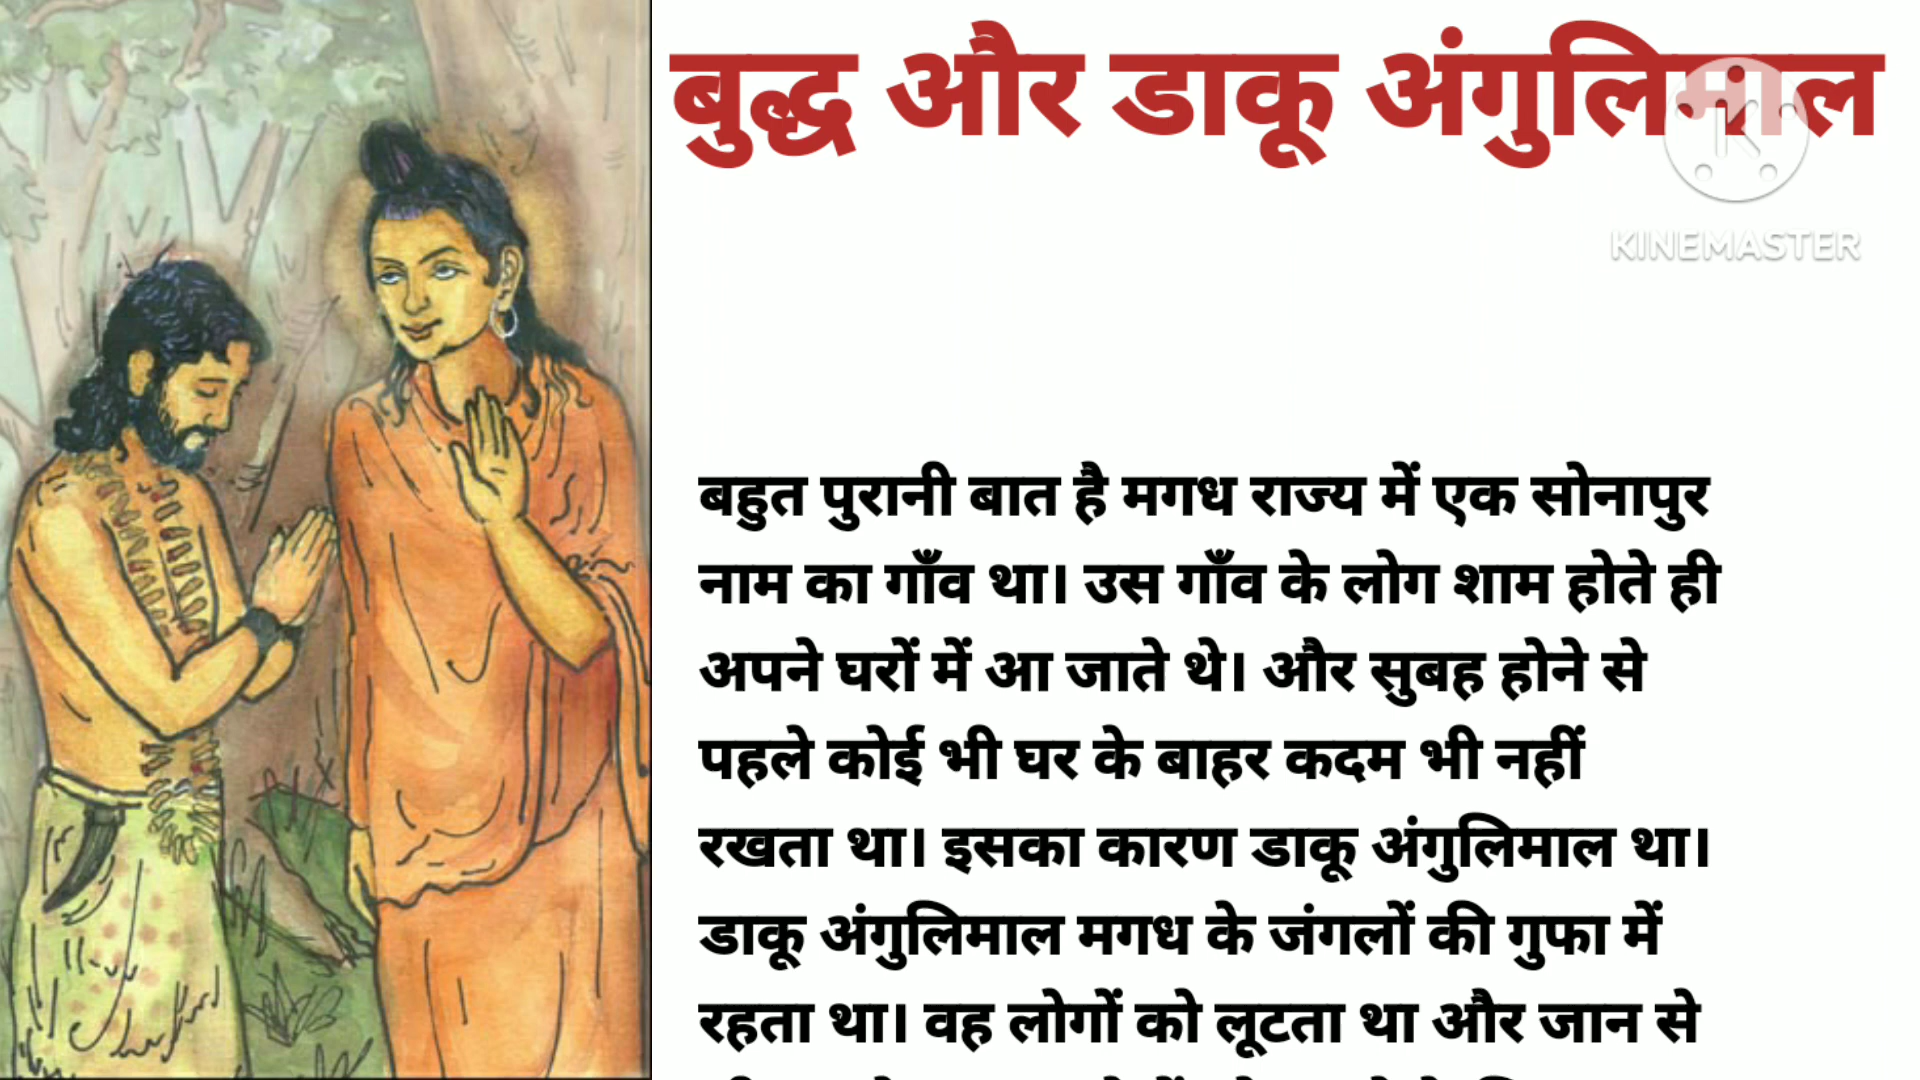 बुद्ध और डाकू अंगुलिमाल
KINEMASTER
बहुत पुरानी बात है मगध राज्य में एक सोनापुर
नाम का गाँव था। उस गाँव के लोग शाम होते ही
अपने घरों में आ जाते थे। और सुबह होने से
पहले कोई भी घर के बाहर कदम भी नहीं
रखता था। इसका कारण डाकू अंगुलिमाल था।
डाकू अंगुलिमाल मगध के जंगलों की गुफा में
रहता था। वह लोगों को लूटता था और जान से